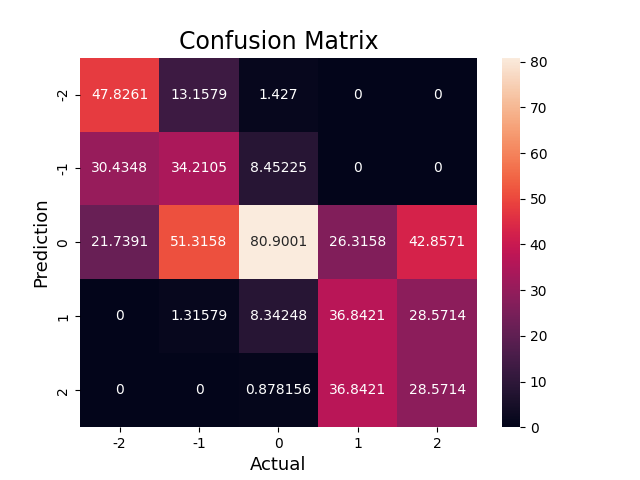 Confusion Matrix
-2 47.8261 13.1579 1.427 0 0
-1 30.4348 34.2105 8.45225 0 0
0 21.7391 51.3158 80.9001 26.3158 42.8571
1 0 1.31579 8.34248 36.8421 28.5714
2 0 0 0.878156 36.8421 28.5714
-2 -1 0 1 2
Prediction
Actual
80
70
60
50
40
30
20
10
0